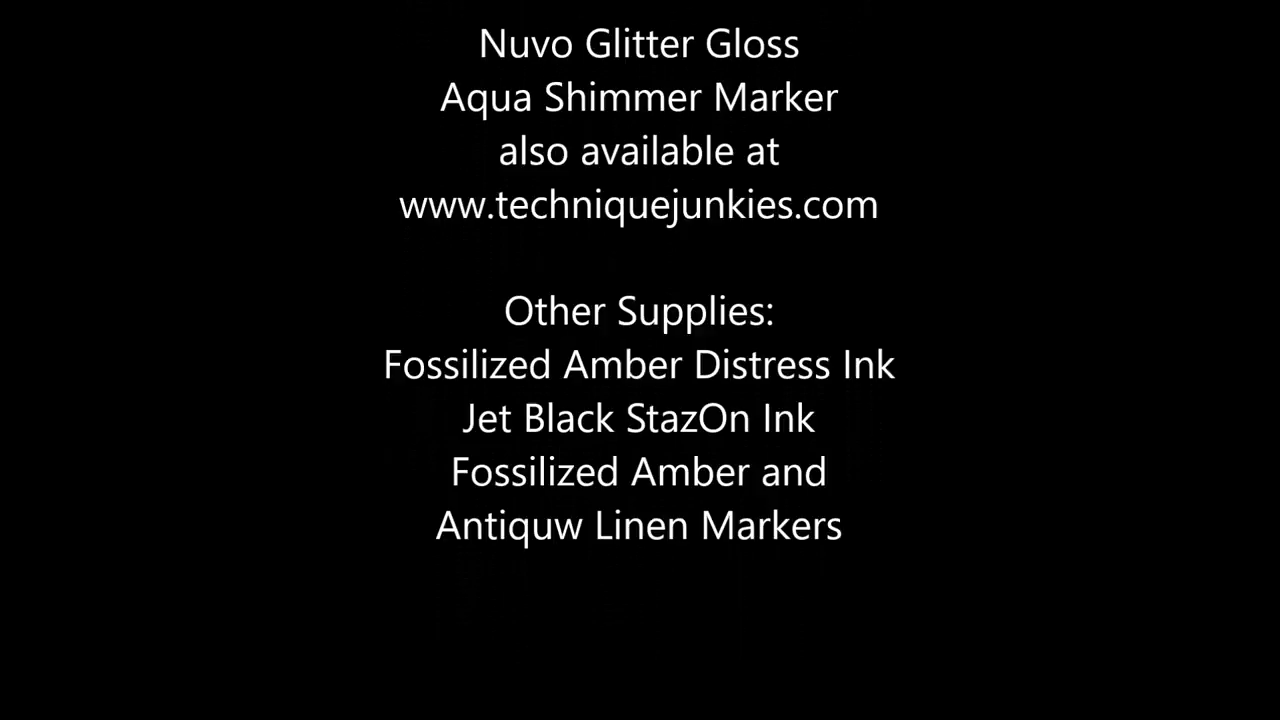 Nuvo Glitter Gloss
Aqua Shimmer Marker
also available at
www.techniquejunkies.com
Other Supplies:
Fossilized Amber Distress Ink
Jet Black StazOn Ink
Fossilized Amber and
Antiquw Linen Markers